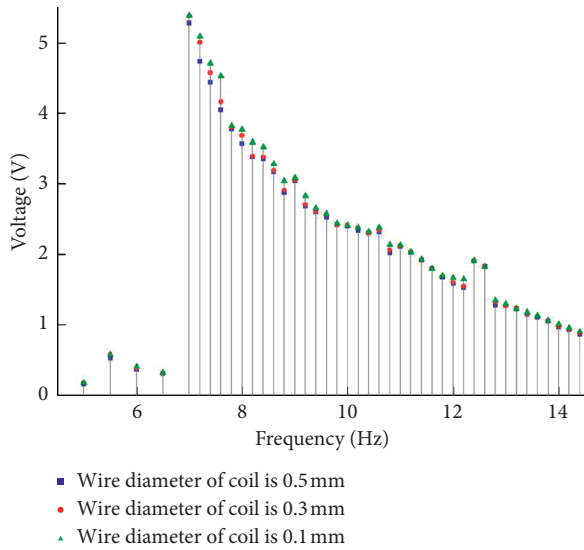 5
4
3
2
1
0
Voltage (V)
6
8
10
12
14
Frequency (Hz)
Wire diameter of coil is 0.5 mm
Wire diameter of coil is 0.3 mm
Wire diameter of coil is 0.1 mm